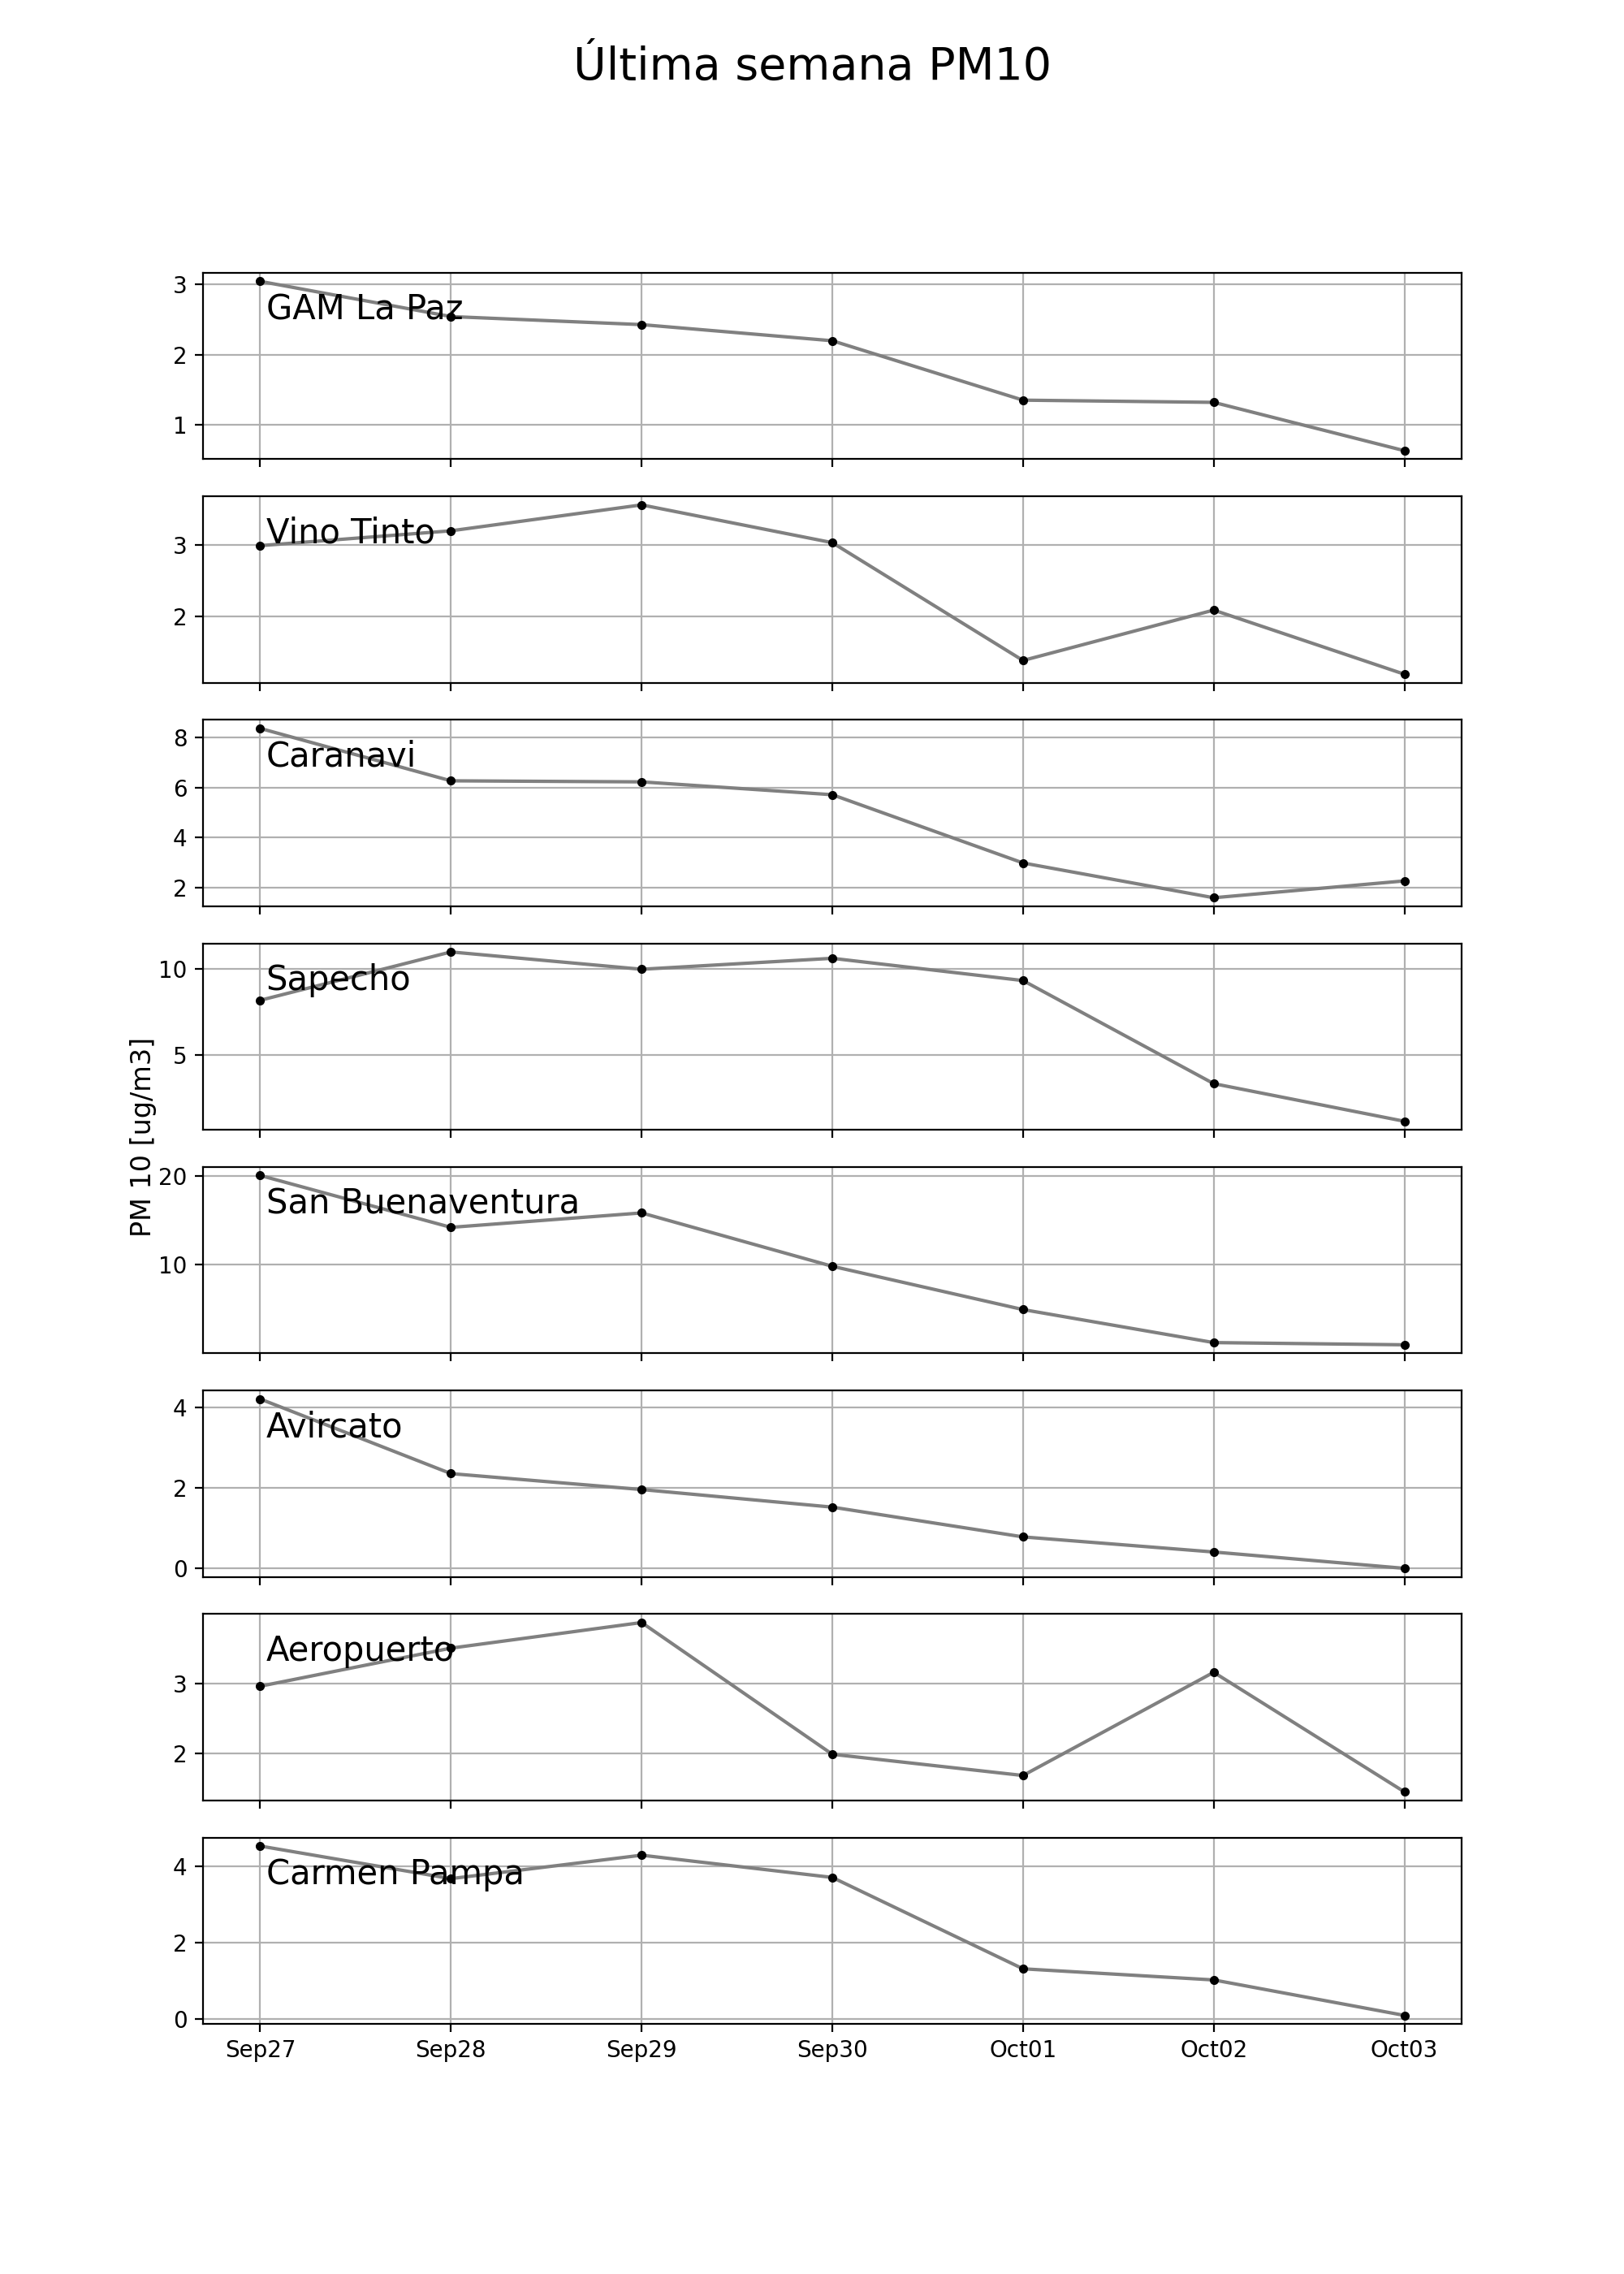 Última semana PM10
3
GAM La Paz
2
1
Vino Tinto
3
2
8
Caranavi
6
4
2
10
Sapecho
5
PM 10 [ug/m3]
20
San Buenaventura
10
4
Avircato
2
0
Aeropuerto
3
2
4
Carmen Pampa
2
0
Sep27 Sep28 Sep29 Sep30 Oct01 Oct02 Oct03